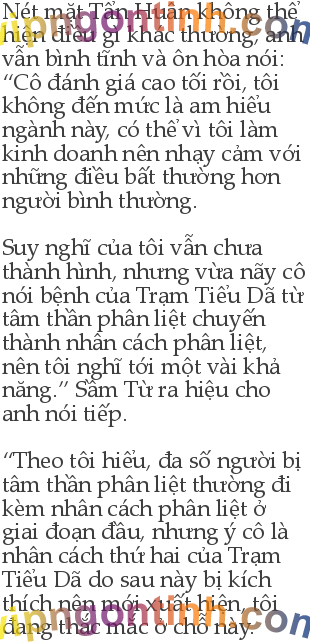 Nét mặt Tần Huân không thể
hiện điều gì khác thường, anh
vẫn bình tĩnh và ôn hòa nói:
“Cô đánh giá cao tối rồi, tôi
không đến mức là am hiểu
ngành này, có thể vì tôi làm
kinh doanh nên nhạy cảm với
những điều bất thường hơn
người bình thường.
Suy nghĩ của tôi vẫn chưa
thành hình, nhưng vừa nãy cô
nói bệnh của Trạm Tiểu Dã từ
tâm thần phân liệt chuyển
thành nhân cách phân liệt,
nên tôi nghĩ tới một vài khả
năng.” Sầm Từ ra hiệu cho
anh nói tiếp.
“Theo tôi hiểu, đa số người bị
tâm thần phân liệt thường đi
kèm nhân cách phân liệt ở
giai đoạn đầu, nhưng ý cô là
nhân cách thứ hai của Trạm
Tiểu Dã do sau này bị kích
thích nên mới xuất hiện, tôi
đang thắc mắc ở chỗ này.